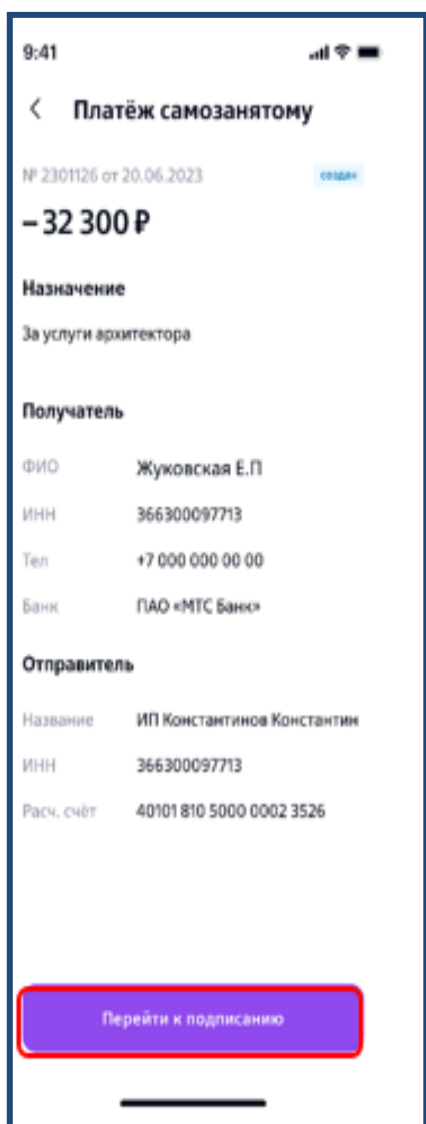 9:41
Платёж самозанятому
№ 2301126 от 20.06.2023 создан
–32 300 ₽
Назначение
За услуги архитектора
Получатель
ФИО Жуковская Е.П
ИНН 366300097713
Тел +7 000 000 00 00
Банк ПАО «МТС Банк»
Отправитель
Название ИП Константинов Константин
ИНН 366300097713
Расч. счёт 40101 810 5000 0002 3526
Перейти к подписанию